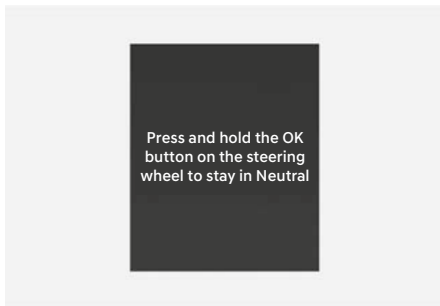 Press and hold the OK
button on the steering
wheel to stay in Neutral